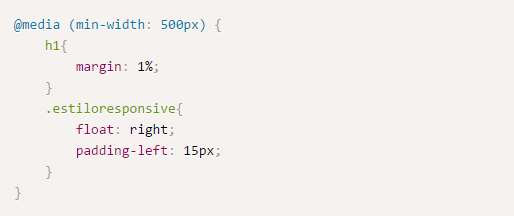 @media (min-width: 500px) {
    h1{
        margin: 1%;
    }
    .estiloresponsive{
        float: right;
        padding-left: 15px;
    }
}